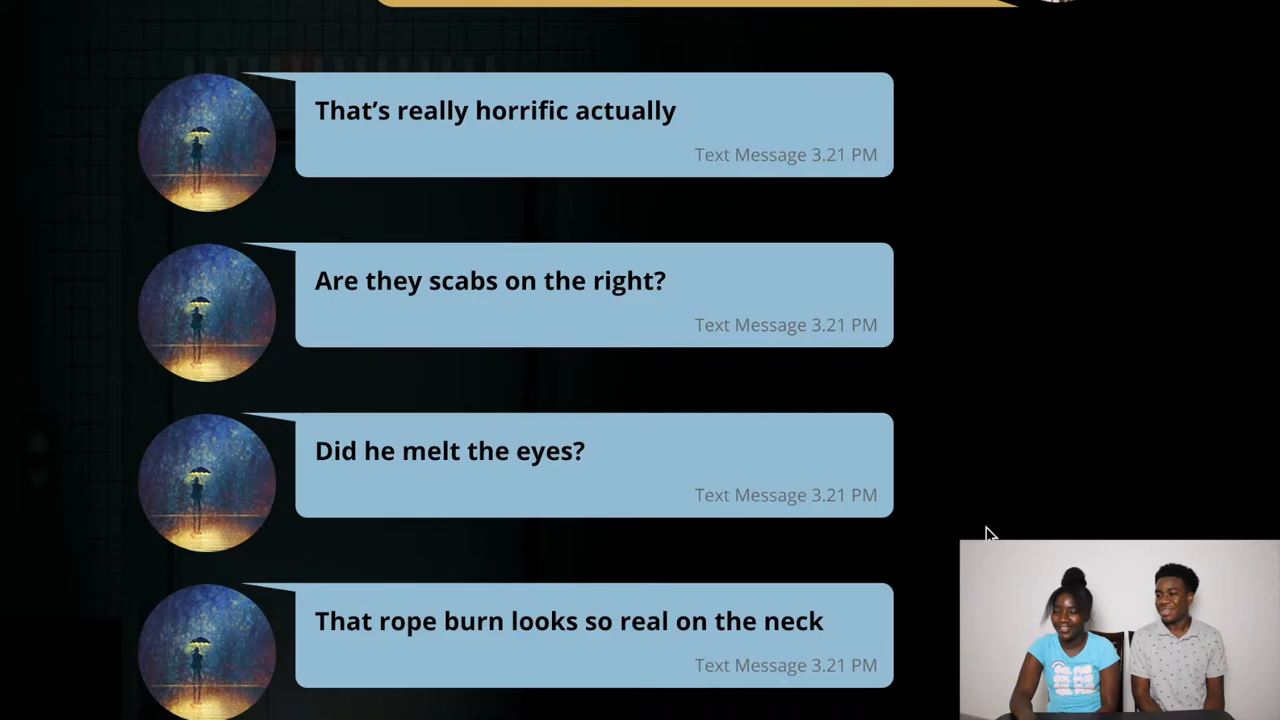 That’s really horrific actually
Text Message 3.21 PM
Are they scabs on the right?
Text Message 3.21 PM
Did he melt the eyes?
Text Message 3.21 PM
That rope burn looks so real on the neck
Text Message 3.21 PM